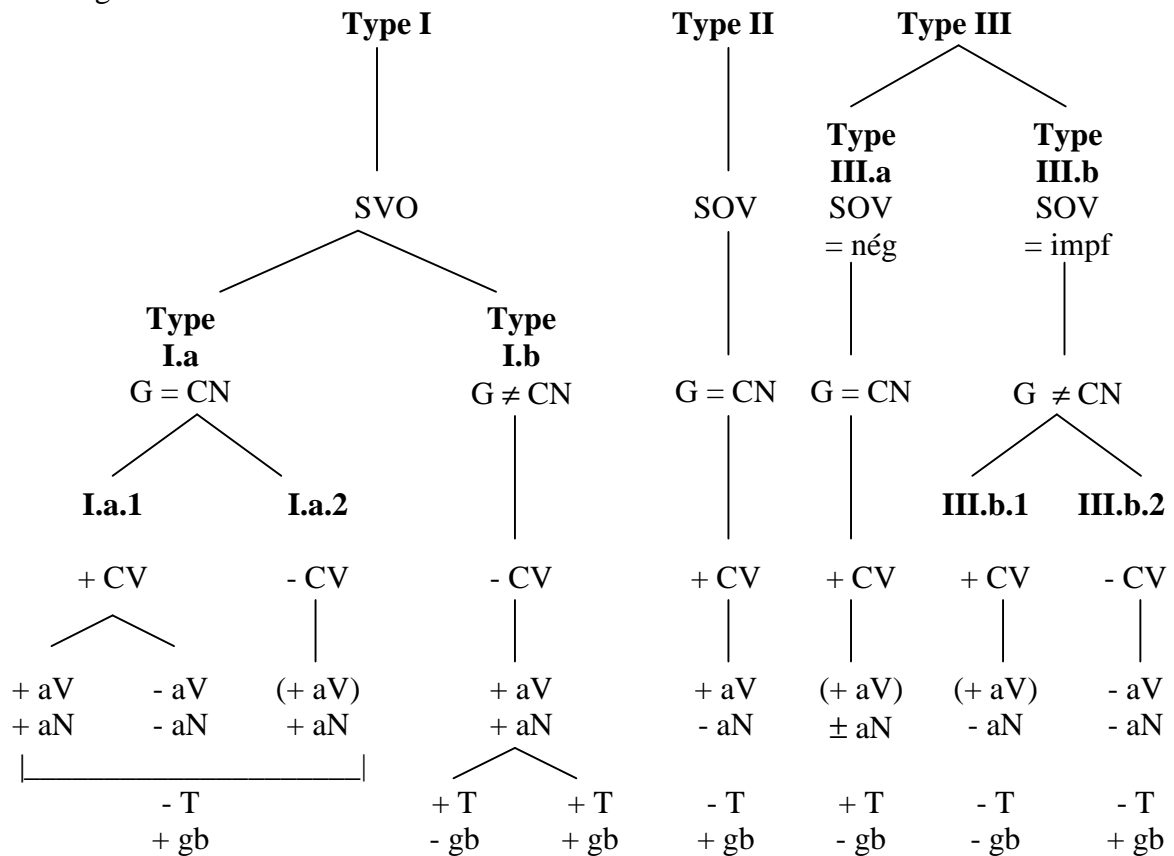 Type I Type II Type III
Type Type
III.a III.b
SVO SOV SOV SOV
= nég = impf
Type Type
I.a I.b
G = CN G ≠ CN G = CN G = CN G ≠ CN
I.a.1 I.a.2 III.b.1 III.b.2
+ CV - CV - CV + CV + CV + CV - CV
+ aV - aV (+ aV) + aV + aV (+ aV) (+ aV) - aV
+ aN - aN + aN + aN - aN ± aN - aN - aN
- T + T + T - T + T - T - T
+ gb - gb + gb + gb - gb - gb + gb